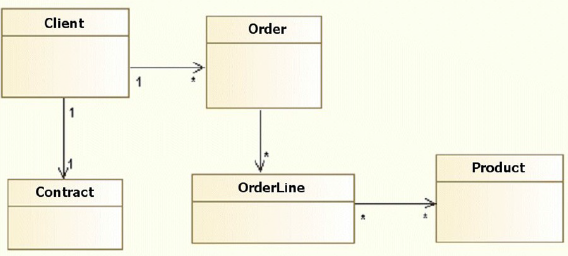 Client
Order
1
*
1
1
*
Contract
OrderLine
Product
*
*